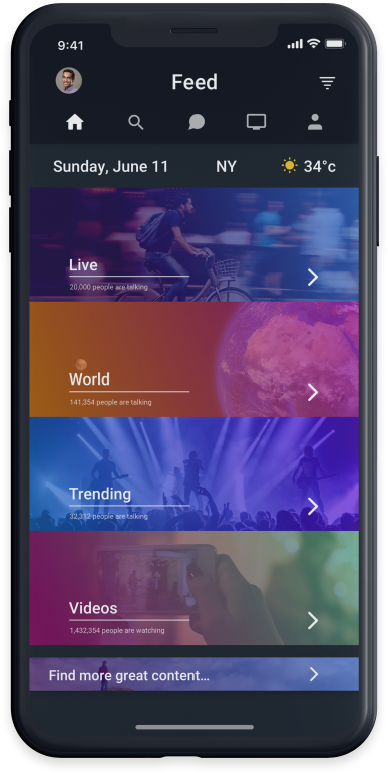 9:41
Feed
Sunday, June 11 NY 34°c
Live
20,000 people are talking
World
141,354 people are talking
Trending
32,312 people are talking
Videos
1,432,354 people are watching
Find more great content...